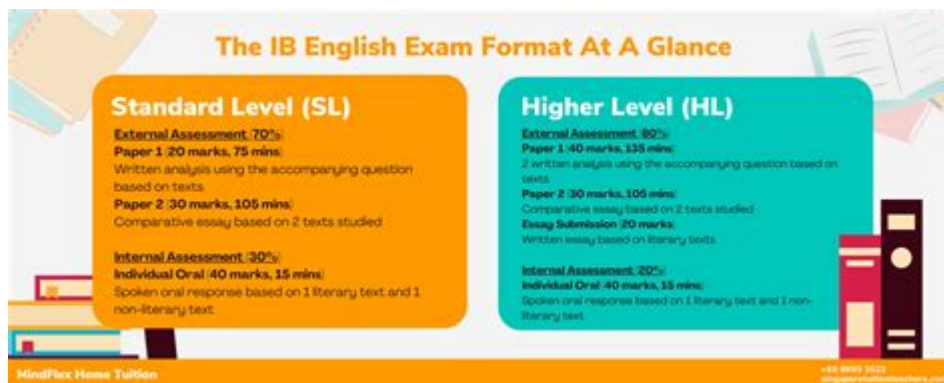 The IB English Exam Format At A Glance
Standard Level (SL)
External Assessment (70%)
Paper 1 (20 marks, 75 mins)
Written analysis using the accompanying question
based on texts
Paper 2 (30 marks, 105 mins)
Comparative essay based on 2 texts studied
Internal Assessment (30%)
Individual Oral (40 marks, 15 mins)
Spoken oral response based on 1 literary text and 1
non-literary text
Higher Level (HL)
External Assessment (80%)
Paper 1 (40 marks, 135 mins)
2 written analysis using the accompanying question based on
texts
Paper 2 (30 marks, 105 mins)
Comparative essay based on 2 texts studied
Essay Submission (20 marks)
Written essay based on literary texts
Internal Assessment (20%)
Individual Oral (40 marks, 15 mins)
Spoken oral response based on 1 literary text and 1 non-
literary text
MindFlex Home Tuition